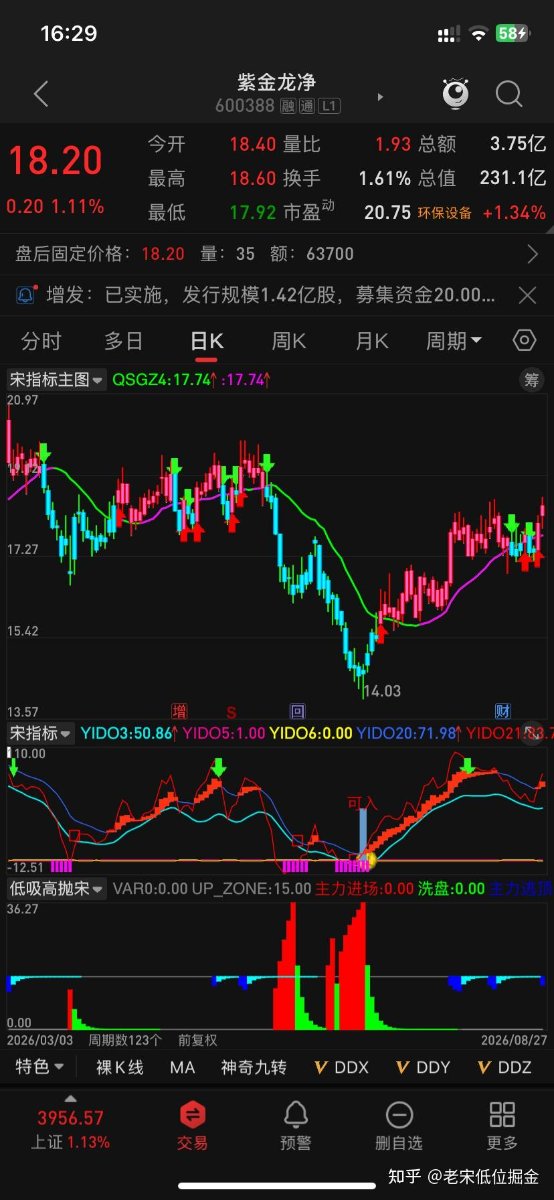 16:29
58
紫金龙净
600388 融 通 L1
18.20
0.20 1.11%
今开 18.40 量比 1.93 总额 3.75亿
最高 18.60 换手 1.61% 总值 231.1亿
最低 17.92 市盈动 20.75 环保设备 +1.34%
盘后固定价格：18.20 量：35 额：63700
增发：已实施，发行规模1.42亿股，募集资金20.00...
分时 多日 日K 周K 月K 周期
宋指标主图 QSGZ4:17.74↑ :17.74↑
筹
20.97
17.27
15.42
14.03
13.57
增 S 回 财
宋指标 YIDO3:50.86↑ YIDO5:1.00 YIDO6:0.00 YIDO20:71.98↑
110.00
可入
-12.51
低吸高抛宋 VAR0:0.00 UP_ZONE:15.00 主力进场:0.00 洗盘:0.00
36.27
0.00
2026/03/03 周期数123个 前复权 2026/08/27
特色 裸K线 MA 神奇九转 DDX DDY DDZ
3956.57
上证 1.13%
交易 预警 删自选 更多
知乎 @老宋低位掘金